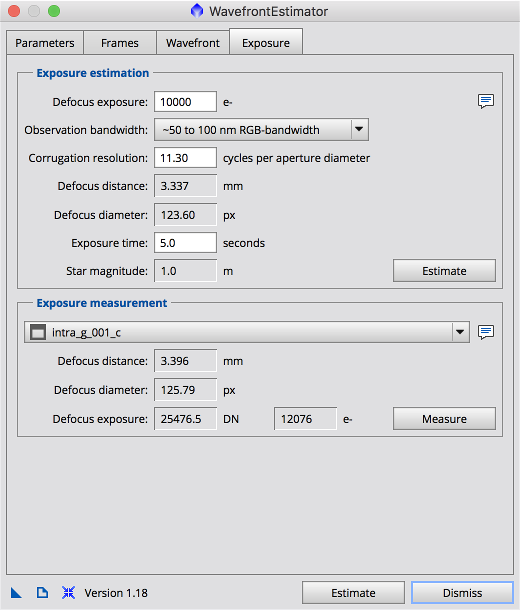 WavefrontEstimator
Parameters Frames Wavefront Exposure
Exposure estimation
Defocus exposure: 10000 e-
Observation bandwidth: ~50 to 100 nm RGB-bandwidth
Corrugation resolution: 11.30 cycles per aperture diameter
Defocus distance: 3.337 mm
Defocus diameter: 123.60 px
Exposure time: 5.0 seconds
Star magnitude: 1.0 m Estimate
Exposure measurement
intra_g_001_c
Defocus distance: 3.396 mm
Defocus diameter: 125.79 px
Defocus exposure: 25476.5 DN 12076 e- Measure
Version 1.18 Estimate Dismiss